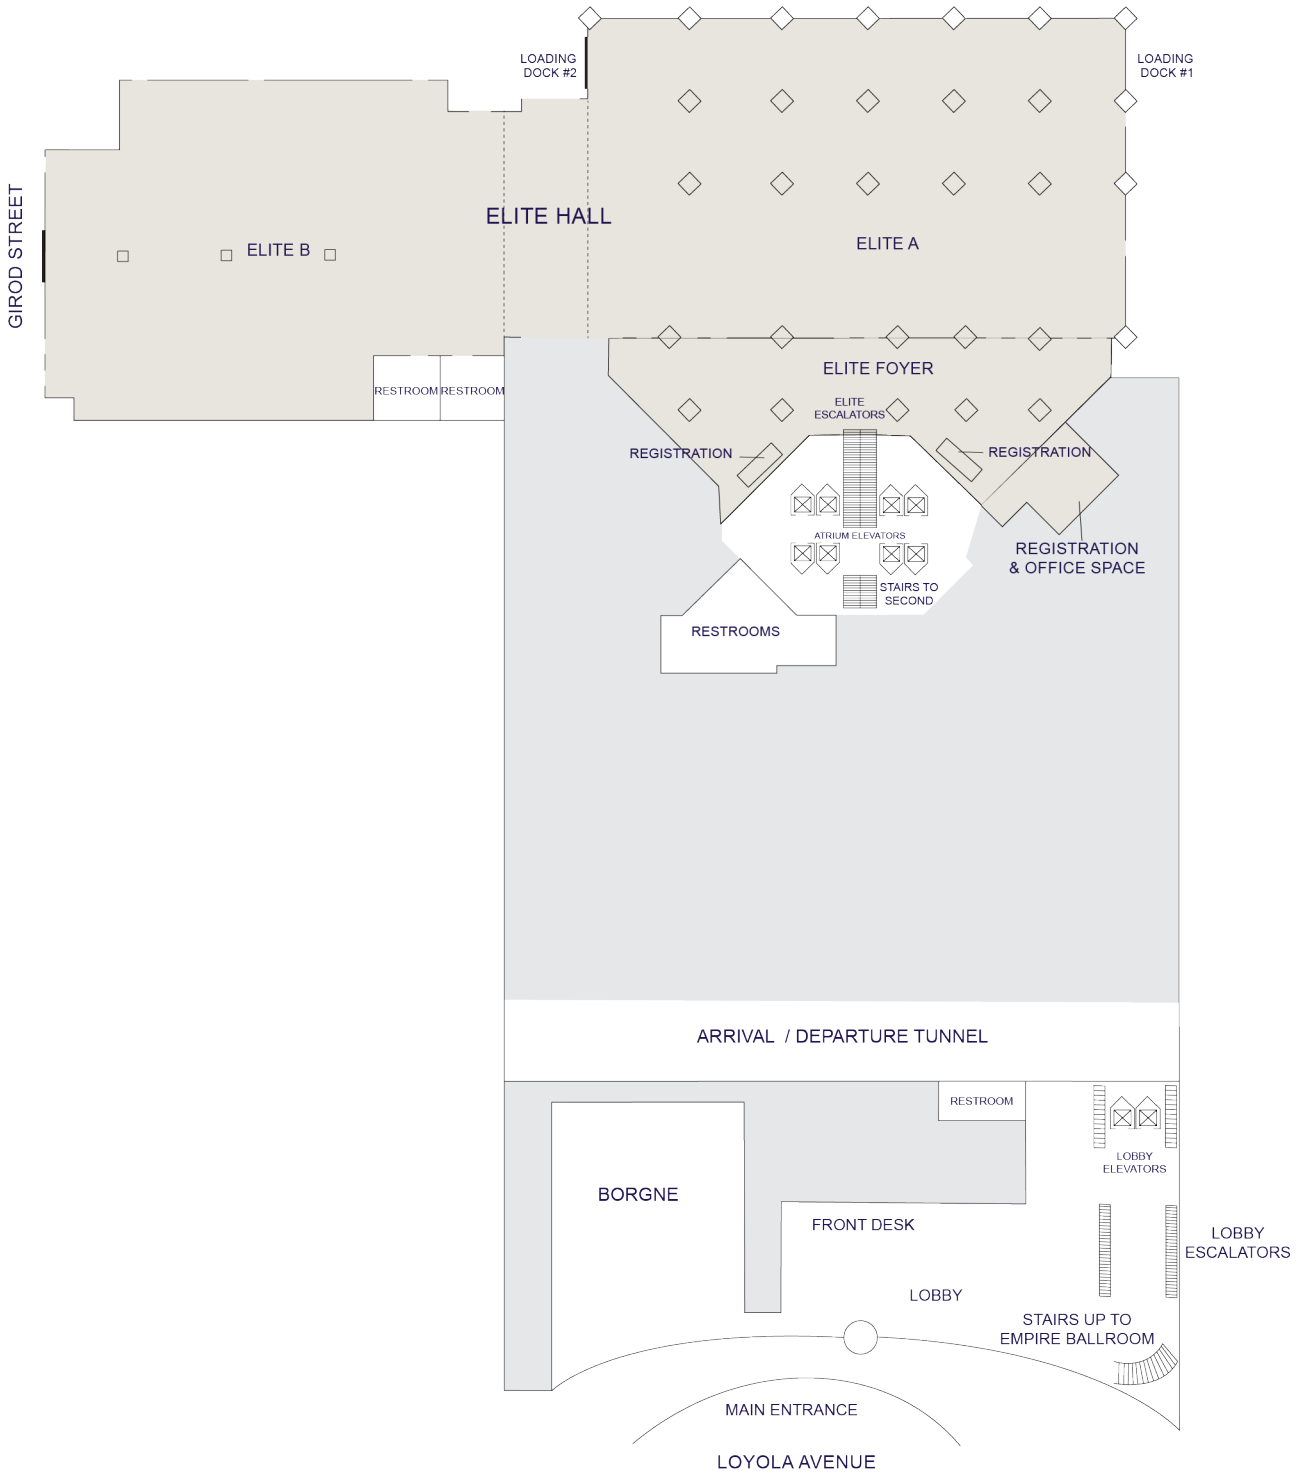 LOADING
DOCK #2
LOADING
DOCK #1
GIROD STREET
ELITE HALL
ELITE B
ELITE A
ELITE FOYER
RESTROOM
RESTROOM
ELITE
ESCALATORS
REGISTRATION
REGISTRATION
ATRIUM ELEVATORS
REGISTRATION
& OFFICE SPACE
STAIRS TO
SECOND
RESTROOMS
ARRIVAL / DEPARTURE TUNNEL
RESTROOM
LOBBY
ELEVATORS
BORGNE
FRONT DESK
LOBBY
ESCALATORS
LOBBY
STAIRS UP TO
EMPIRE BALLROOM
MAIN ENTRANCE
LOYOLA AVENUE